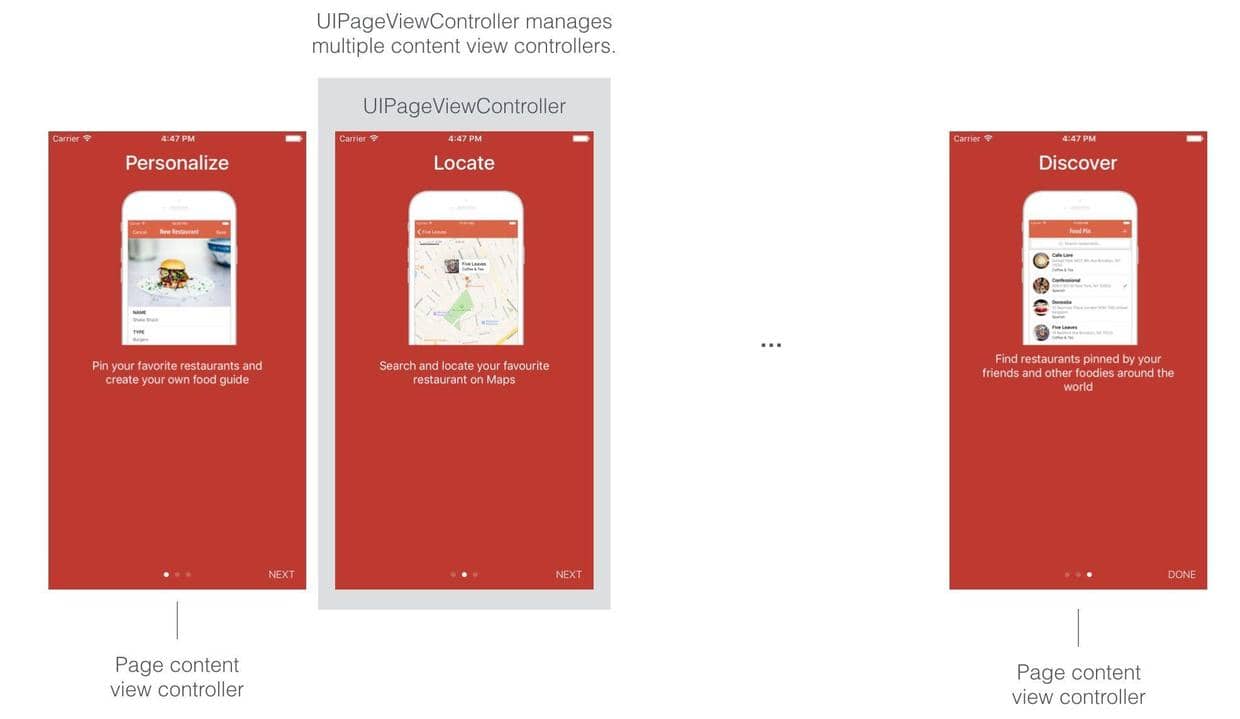 UIPageViewController manages
multiple content view controllers.
UIPageViewController
Carrier 4:47 PM
Personalize
Cancel New Restaurant Save
NAME
Shake Shack
TYPE
Burgers
Pin your favorite restaurants and
create your own food guide
NEXT
Carrier 4:47 PM
Locate
Five Leaves
Five Leaves
Coffee & Tea
Search and locate your favourite
restaurant on Maps
NEXT
...
Carrier 4:47 PM
Discover
Food Pin +
Search restaurants...
Cafe Lore
Coffee & Tea
Confessional
Spanish
Donostia
Spanish
Five Leaves
Coffee & Tea
Find restaurants pinned by your
friends and other foodies around the
world
DONE
Page content
view controller
Page content
view controller